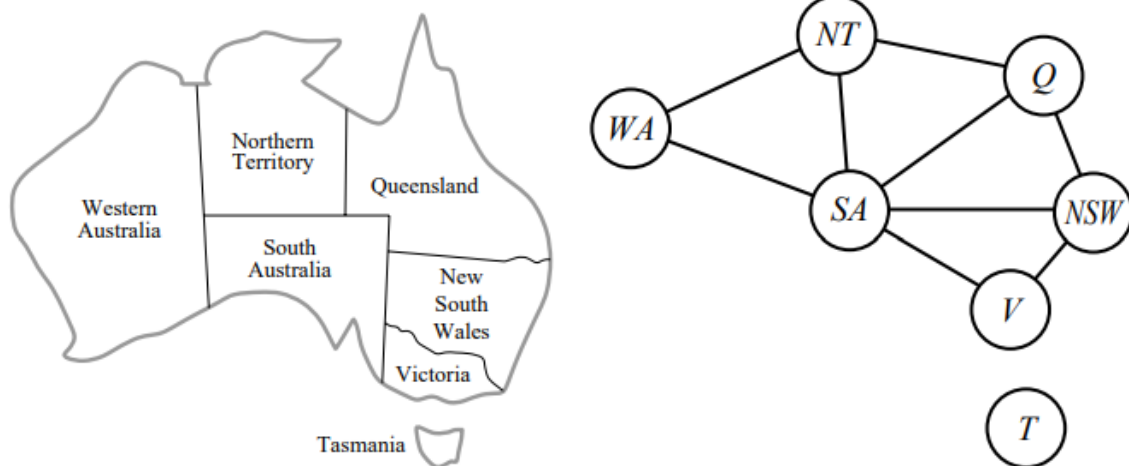 Northern
Territory
Queensland
Western
Australia
South
Australia
New
South
Wales
Victoria
Tasmania
NT
Q
WA
SA
NSW
V
T